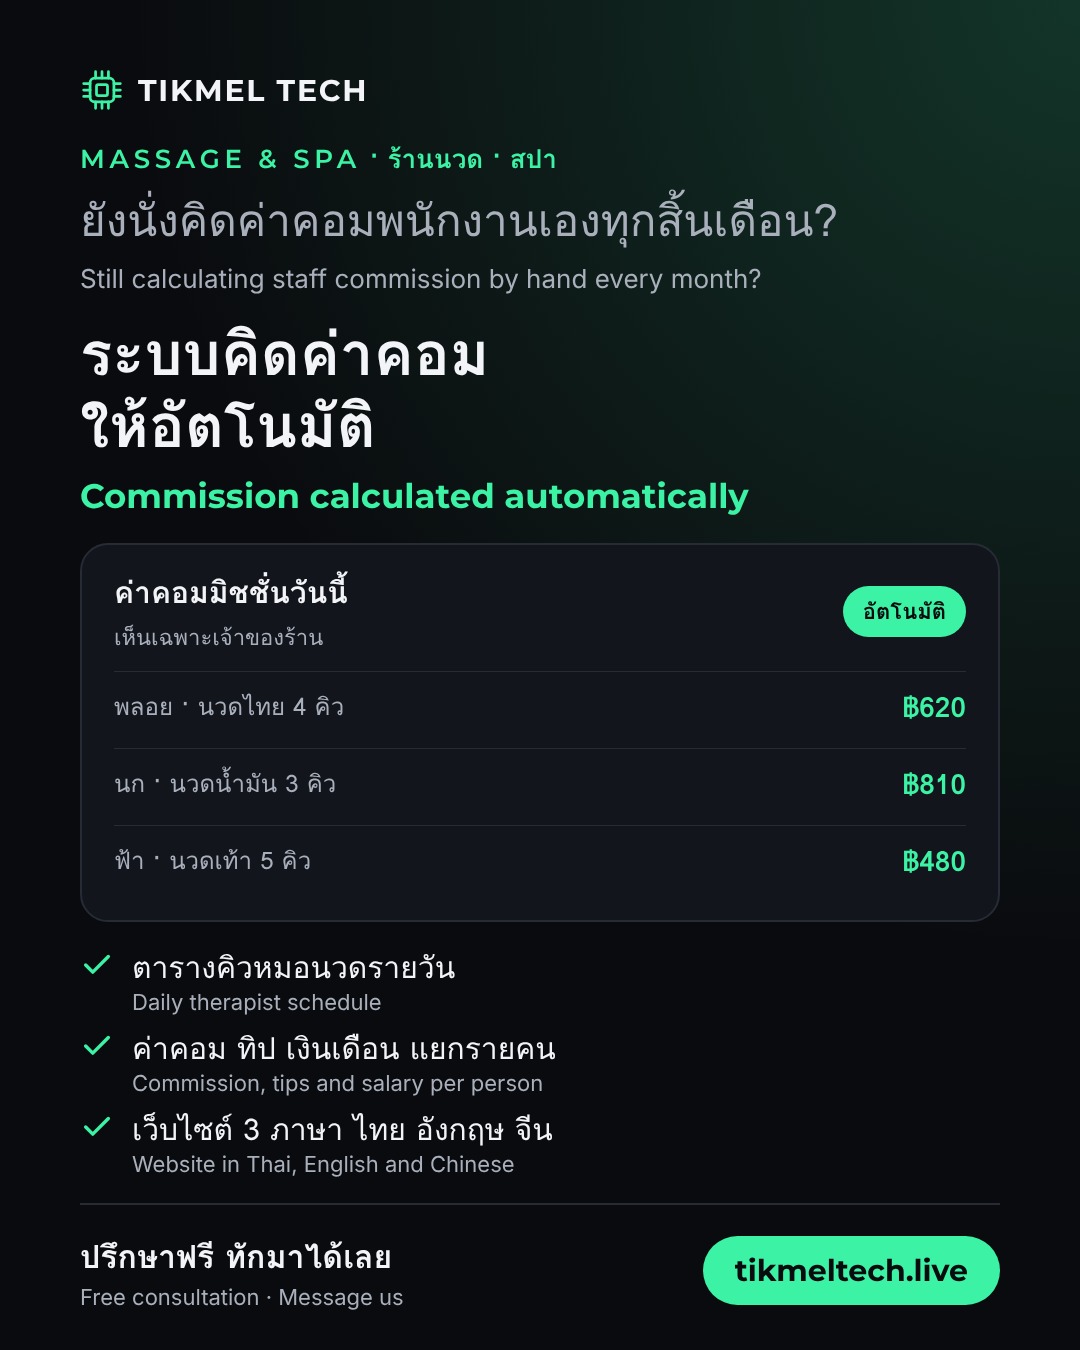 TIKMEL TECH
MASSAGE & SPA · ร้านนวด · สปา
ยังนั่งคิดค่าคอมพนักงานเองทุกสิ้นเดือน?
Still calculating staff commission by hand every month?
ระบบคิดค่าคอม
ให้อัตโนมัติ
Commission calculated automatically
ค่าคอมมิชชั่นวันนี้
อัตโนมัติ
เห็นเฉพาะเจ้าของร้าน
พลอย · นวดไทย 4 คิว ฿620
นก · นวดน้ำมัน 3 คิว ฿810
ฟ้า · นวดเท้า 5 คิว ฿480
ตารางคิวหมอนวดรายวัน
Daily therapist schedule
ค่าคอม ทิป เงินเดือน แยกรายคน
Commission, tips and salary per person
เว็บไซต์ 3 ภาษา ไทย อังกฤษ จีน
Website in Thai, English and Chinese
ปรึกษาฟรี ทักมาได้เลย
Free consultation · Message us
tikmeltech.live